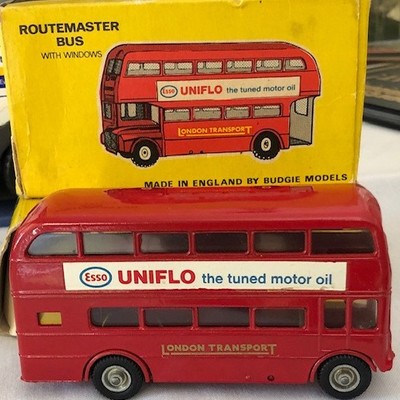 ROUTEMASTER
BUS
WITH WINDOWS
Esso UNIFLO the tuned motor oil
LONDON TRANSPORT
MADE IN ENGLAND BY BUDGIE MODELS
Esso UNIFLO the tuned motor oil
LONDON TRANSPORT